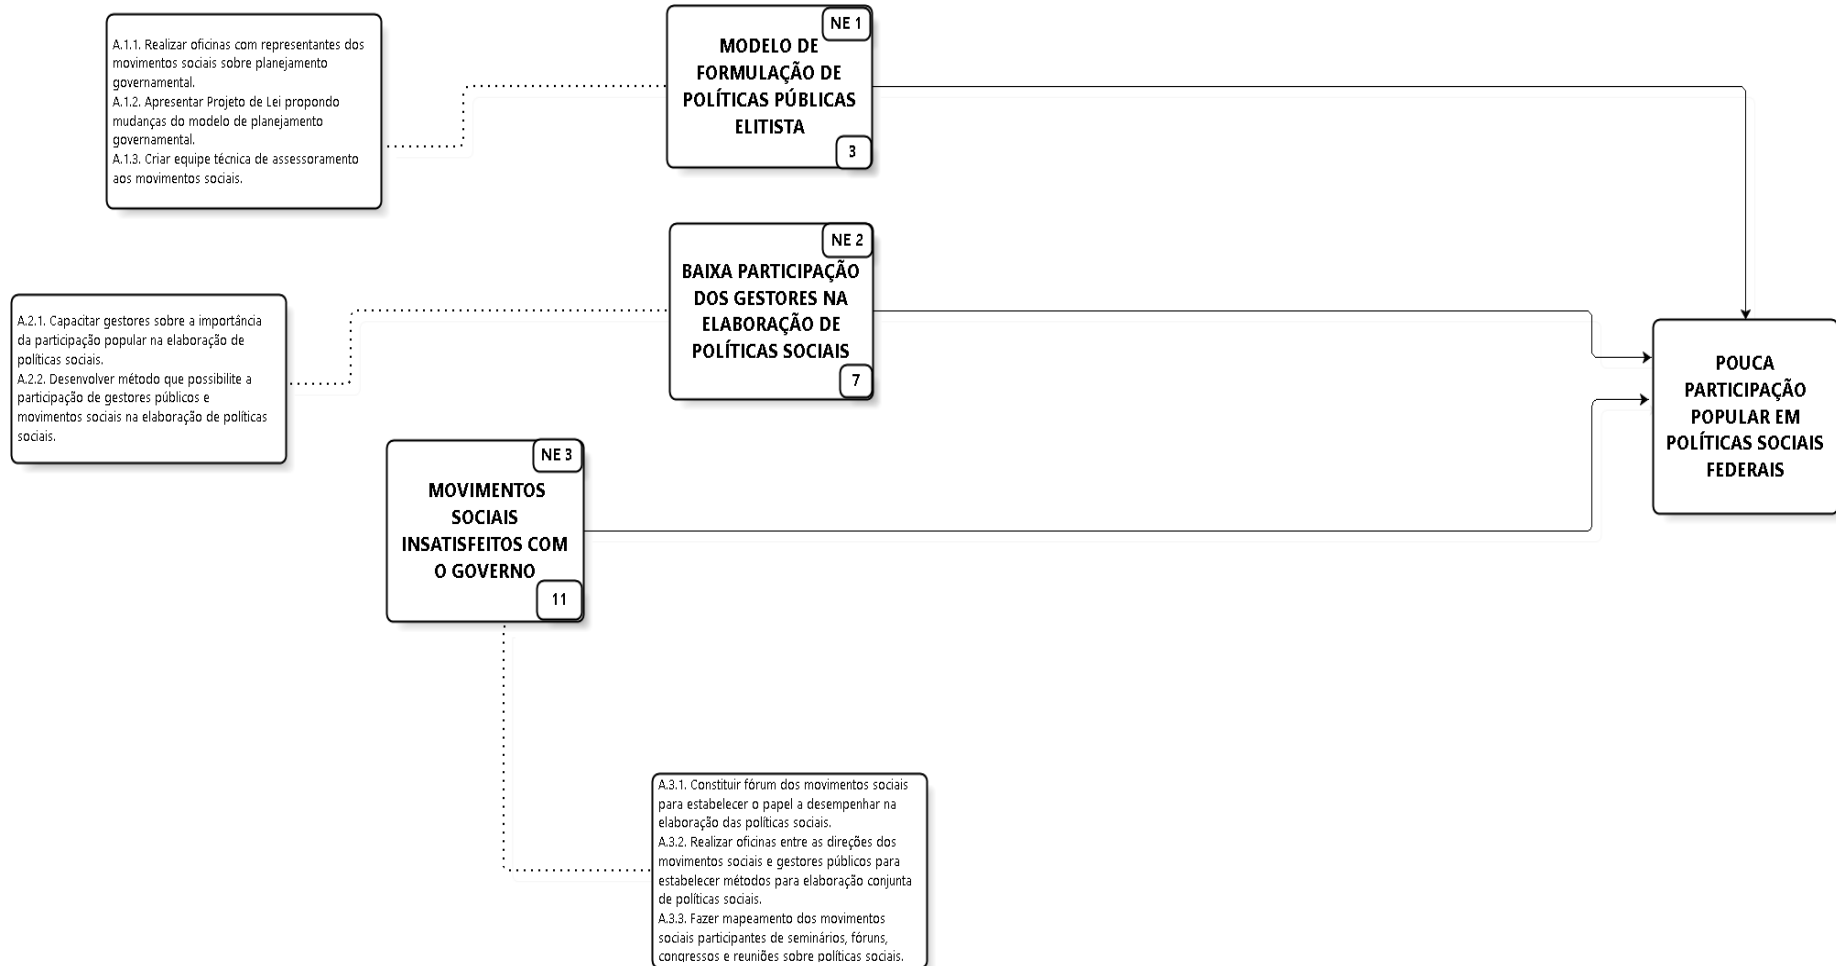 A.1.1. Realizar oficinas com representantes dos
movimentos sociais sobre planejamento
governamental.
A.1.2. Apresentar Projeto de Lei propondo
mudanças do modelo de planejamento
governamental.
A.1.3. Criar equipe técnica de assessoramento
aos movimentos sociais.
NE 1
MODELO DE
FORMULAÇÃO DE
POLÍTICAS PÚBLICAS
ELITISTA
3
NE 2
BAIXA PARTICIPAÇÃO
DOS GESTORES NA
ELABORAÇÃO DE
POLÍTICAS SOCIAIS
7
A.2.1. Capacitar gestores sobre a importância
da participação popular na elaboração de
políticas sociais.
A.2.2. Desenvolver método que possibilite a
participação de gestores públicos e
movimentos sociais na elaboração de políticas
sociais.
POUCA
PARTICIPAÇÃO
POPULAR EM
POLÍTICAS SOCIAIS
FEDERAIS
NE 3
MOVIMENTOS
SOCIAIS
INSATISFEITOS COM
O GOVERNO
11
A.3.1. Constituir fórum dos movimentos sociais
para estabelecer o papel a desempenhar na
elaboração das políticas sociais.
A.3.2. Realizar oficinas entre as direções dos
movimentos sociais e gestores públicos para
estabelecer métodos para elaboração conjunta
de políticas sociais.
A.3.3. Fazer mapeamento dos movimentos
sociais participantes de seminários, fóruns,
congressos e reuniões sobre políticas sociais.